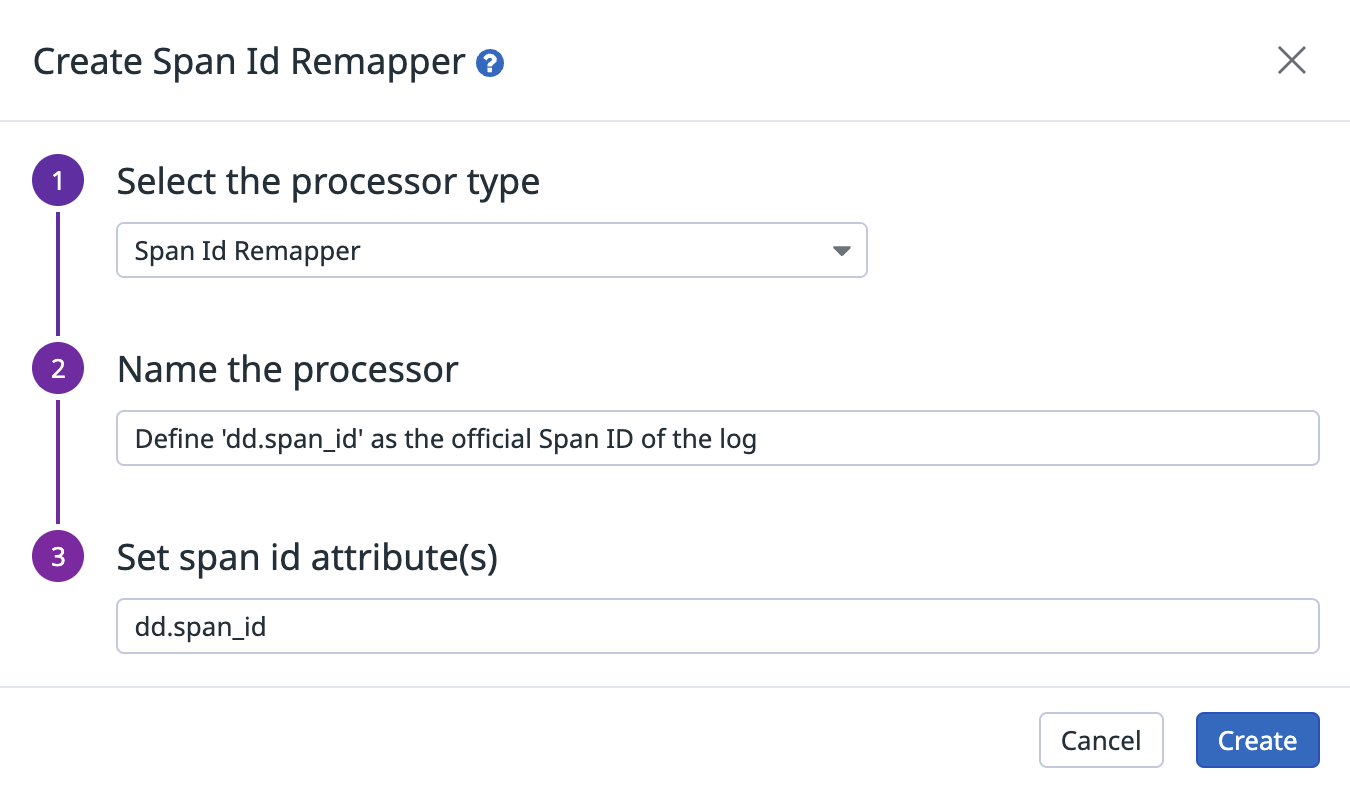 Create Span Id Remapper ?
1 Select the processor type
Span Id Remapper
2 Name the processor
Define 'dd.span_id' as the official Span ID of the log
3 Set span id attribute(s)
dd.span_id
Cancel Create